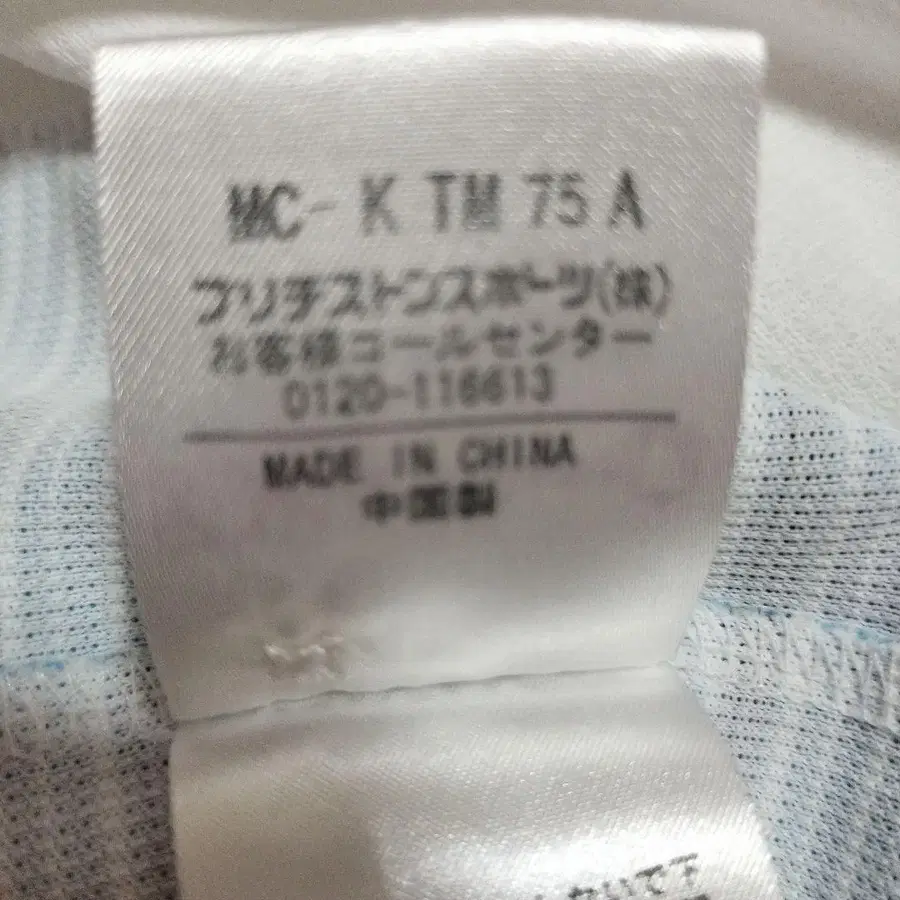 MC-K TM 75 A
ブリヂストンスポーツ(株)
お客様コールセンター
0120-116613
MADE IN CHINA
中国製